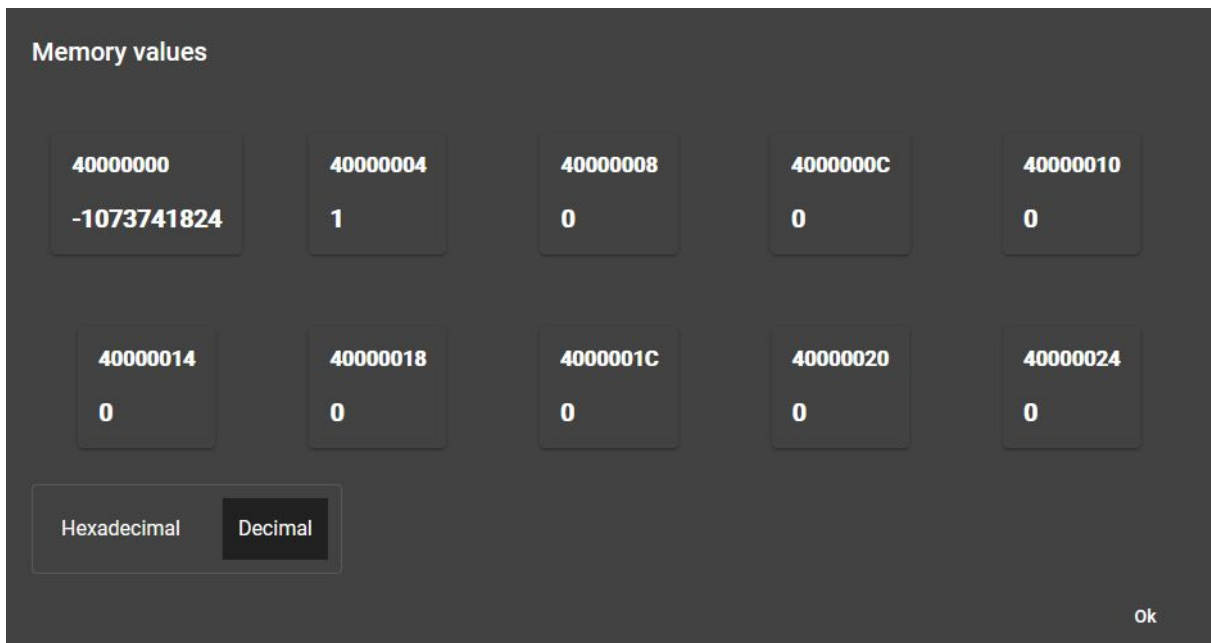 Memory values
40000000 40000004 40000008 4000000C 40000010
-1073741824 1 0 0 0
40000014 40000018 4000001C 40000020 40000024
0 0 0 0 0
Hexadecimal Decimal
Ok